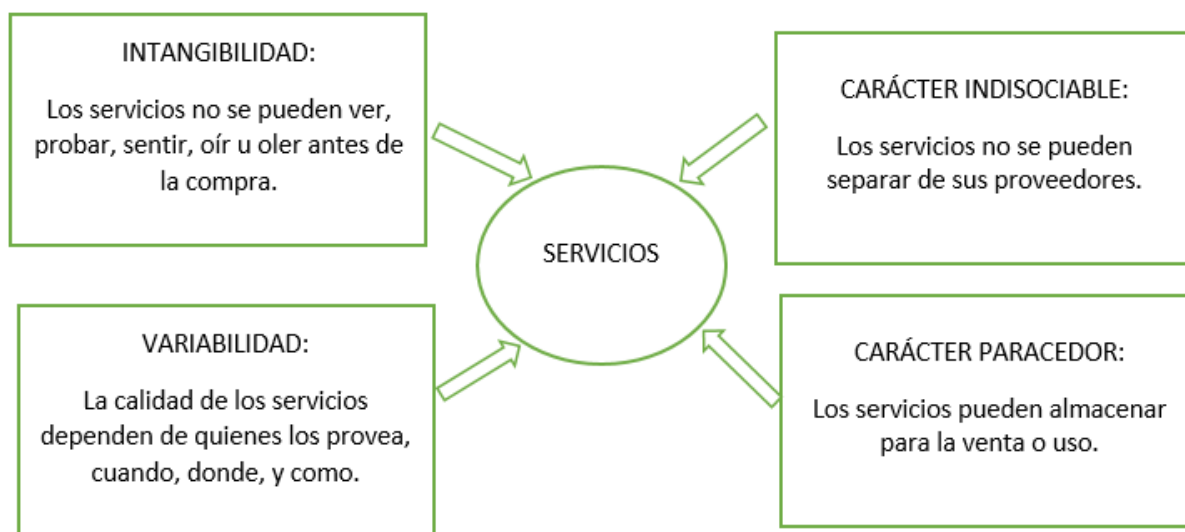 INTANGIBILIDAD:
Los servicios no se pueden ver,
probar, sentir, oír u oler antes de
la compra.
CARÁCTER INDISOCIABLE:
Los servicios no se pueden
separar de sus proveedores.
SERVICIOS
VARIABILIDAD:
La calidad de los servicios
dependen de quienes los provea,
cuando, donde, y como.
CARÁCTER PARACEDOR:
Los servicios pueden almacenar
para la venta o uso.